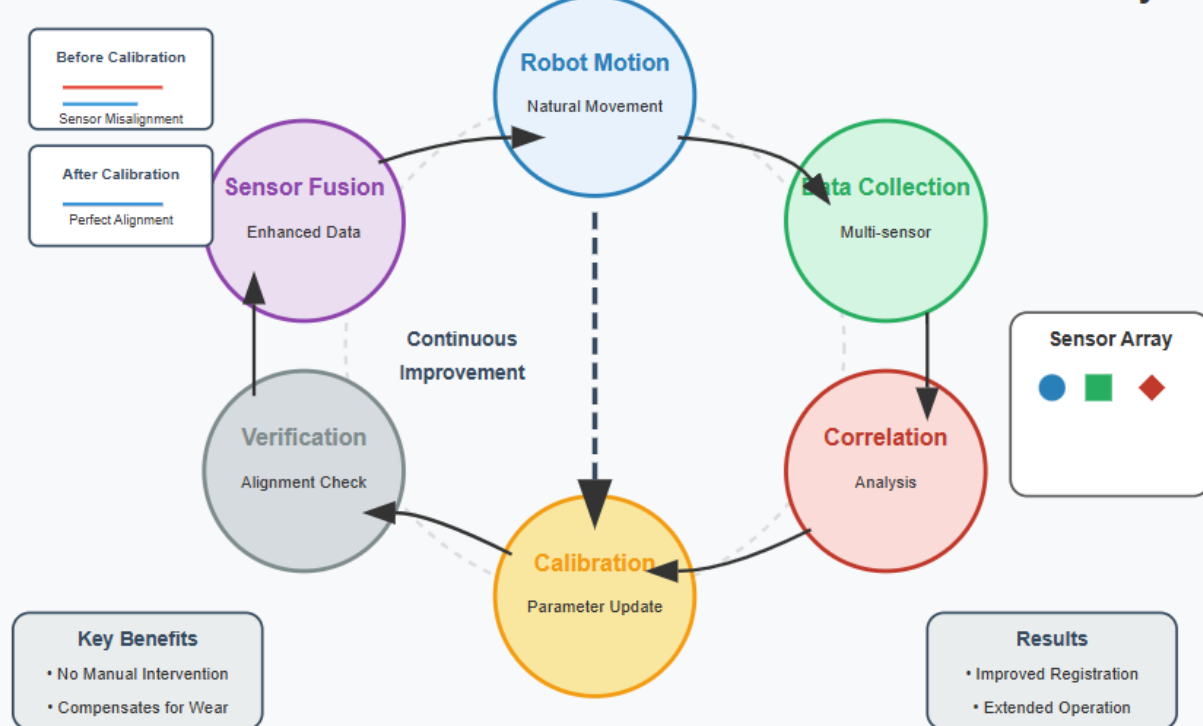 Before Calibration
Sensor Misalignment
After Calibration
Perfect Alignment
Robot Motion
Natural Movement
Sensor Fusion
Enhanced Data
Data Collection
Multi-sensor
Continuous
Improvement
Sensor Array
Verification
Alignment Check
Correlation
Analysis
Calibration
Parameter Update
Key Benefits
• No Manual Intervention
• Compensates for Wear
Results
• Improved Registration
• Extended Operation